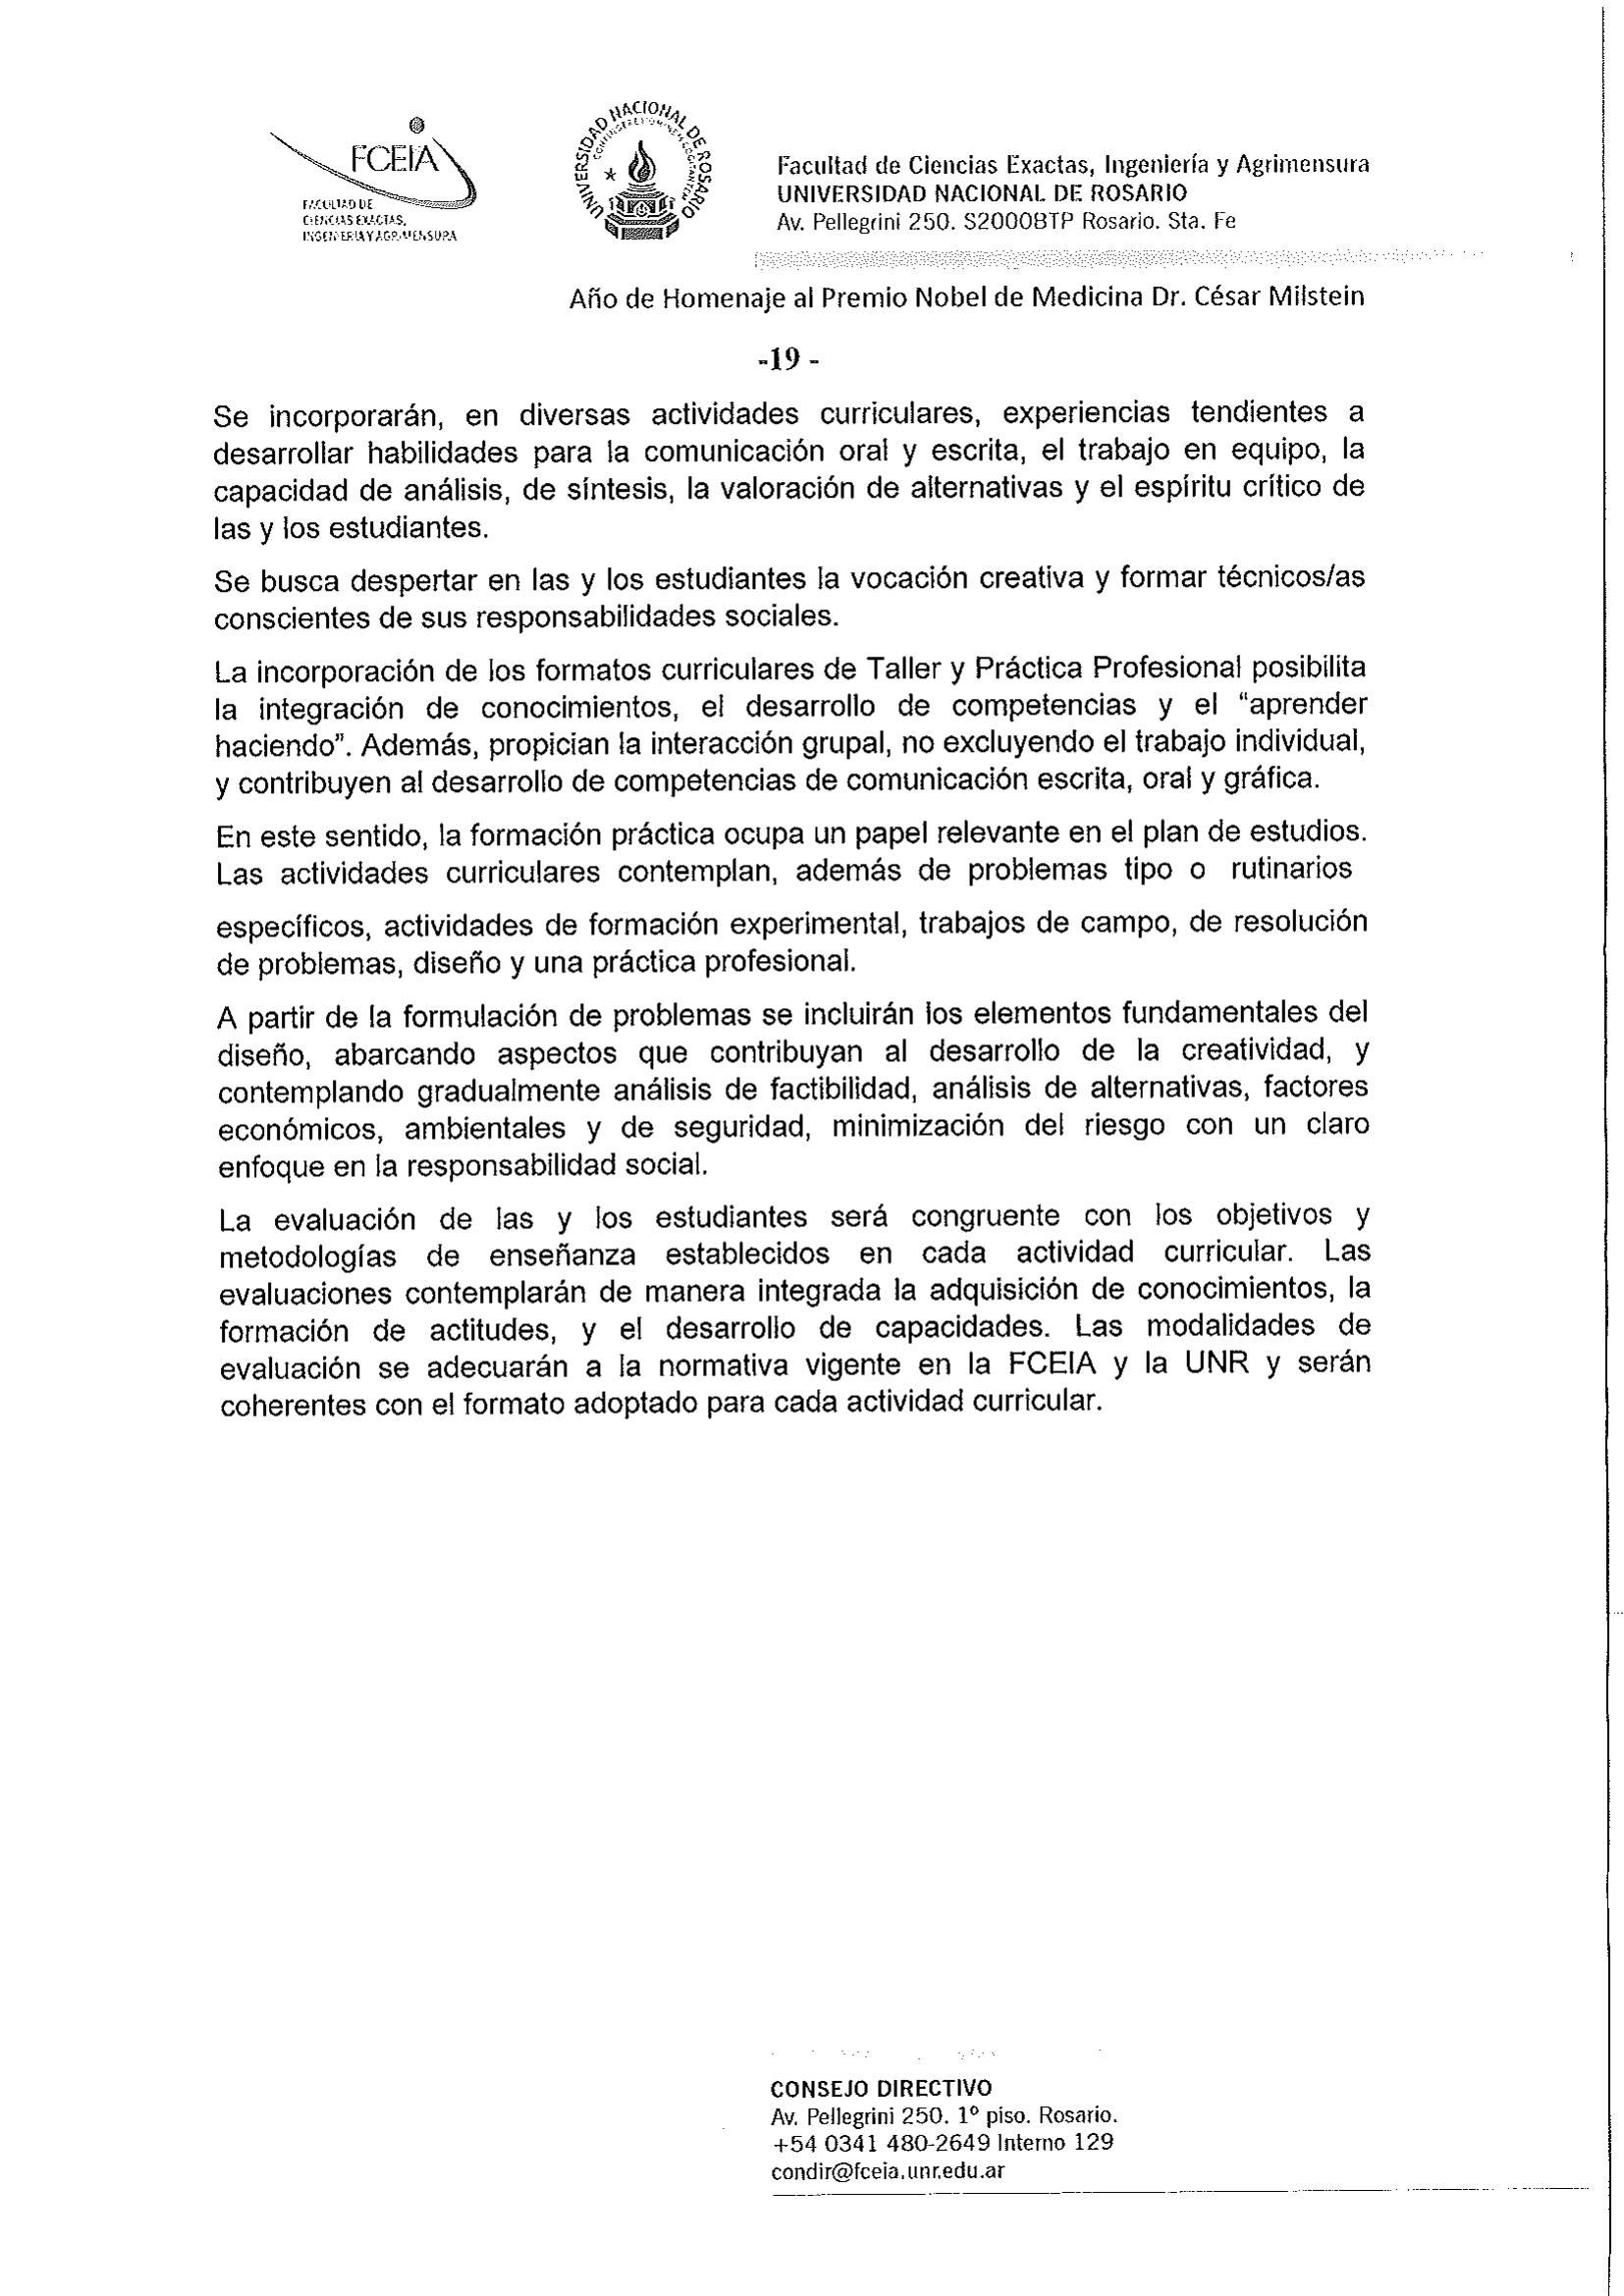 FCEIA
FACULTAD DE
CIENCIAS EXACTAS,
INGENIERIA Y AGRIMENSURA
UNIVERSIDAD NACIONAL DE ROSARIO
Facultad de Ciencias Exactas, Ingeniería y Agrimensura
UNIVERSIDAD NACIONAL DE ROSARIO
Av. Pellegrini 250. S2000BTP Rosario. Sta. Fe
Año de Homenaje al Premio Nobel de Medicina Dr. César Milstein
-19 -
Se incorporarán, en diversas actividades curriculares, experiencias tendientes a
desarrollar habilidades para la comunicación oral y escrita, el trabajo en equipo, la
capacidad de análisis, de síntesis, la valoración de alternativas y el espíritu crítico de
las y los estudiantes.
Se busca despertar en las y los estudiantes la vocación creativa y formar técnicos/as
conscientes de sus responsabilidades sociales.
La incorporación de los formatos curriculares de Taller y Práctica Profesional posibilita
la integración de conocimientos, el desarrollo de competencias y el “aprender
haciendo”. Además, propician la interacción grupal, no excluyendo el trabajo individual,
y contribuyen al desarrollo de competencias de comunicación escrita, oral y gráfica.
En este sentido, la formación práctica ocupa un papel relevante en el plan de estudios.
Las actividades curriculares contemplan, además de problemas tipo o rutinarios
específicos, actividades de formación experimental, trabajos de campo, de resolución
de problemas, diseño y una práctica profesional.
A partir de la formulación de problemas se incluirán los elementos fundamentales del
diseño, abarcando aspectos que contribuyan al desarrollo de la creatividad, y
contemplando gradualmente análisis de factibilidad, análisis de alternativas, factores
económicos, ambientales y de seguridad, minimización del riesgo con un claro
enfoque en la responsabilidad social.
La evaluación de las y los estudiantes será congruente con los objetivos y
metodologías de enseñanza establecidos en cada actividad curricular. Las
evaluaciones contemplarán de manera integrada la adquisición de conocimientos, la
formación de actitudes, y el desarrollo de capacidades. Las modalidades de
evaluación se adecuarán a la normativa vigente en la FCEIA y la UNR y serán
coherentes con el formato adoptado para cada actividad curricular.
CONSEJO DIRECTIVO
Av. Pellegrini 250. 1º piso. Rosario.
+54 0341 480-2649 Interno 129
condir@fceia.unr.edu.ar